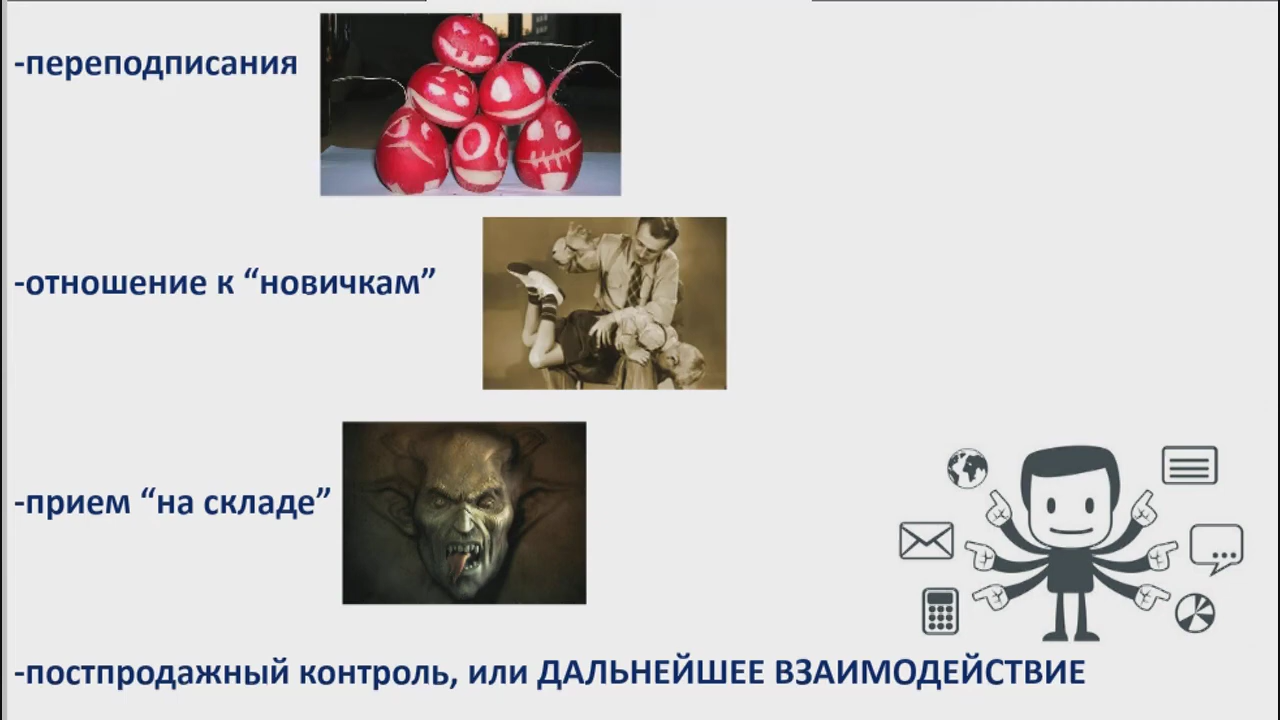 -переподписания
-отношение к “новичкам”
-прием “на складе”
-постпродажный контроль, или ДАЛЬНЕЙШЕЕ ВЗАИМОДЕЙСТВИЕ